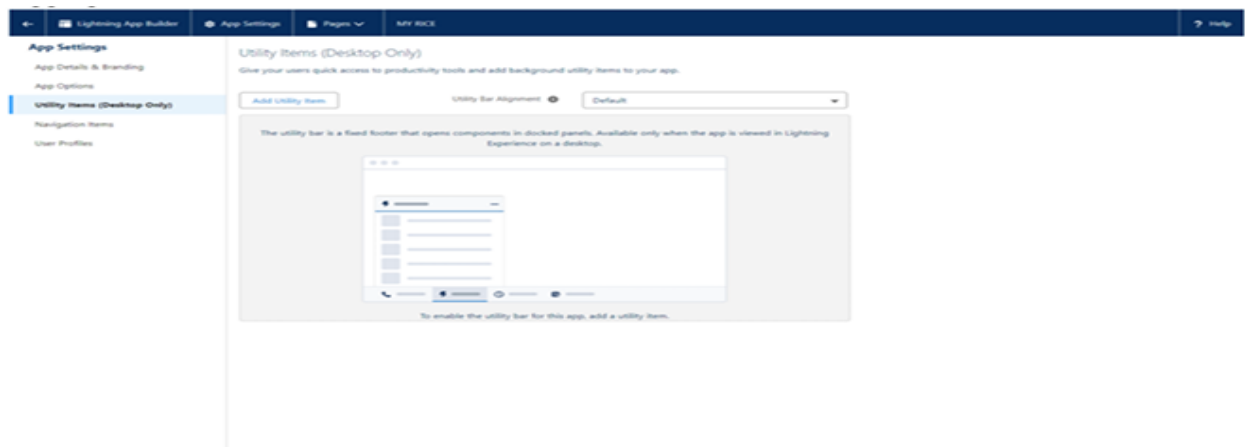 Lightning App Builder App Settings Pages MY RICE ? Help
App Settings
App Details & Branding
App Options
Utility Items (Desktop Only)
Navigation Items
User Profiles
Utility Items (Desktop Only)
Give your users quick access to productivity tools and add background utility items to your app.
Add Utility Item Utility Bar Alignment Default
The utility bar is a fixed footer that opens components in docked panels. Available only when the app is viewed in Lightning
Experience on a desktop.
To enable the utility bar for this app, add a utility item.